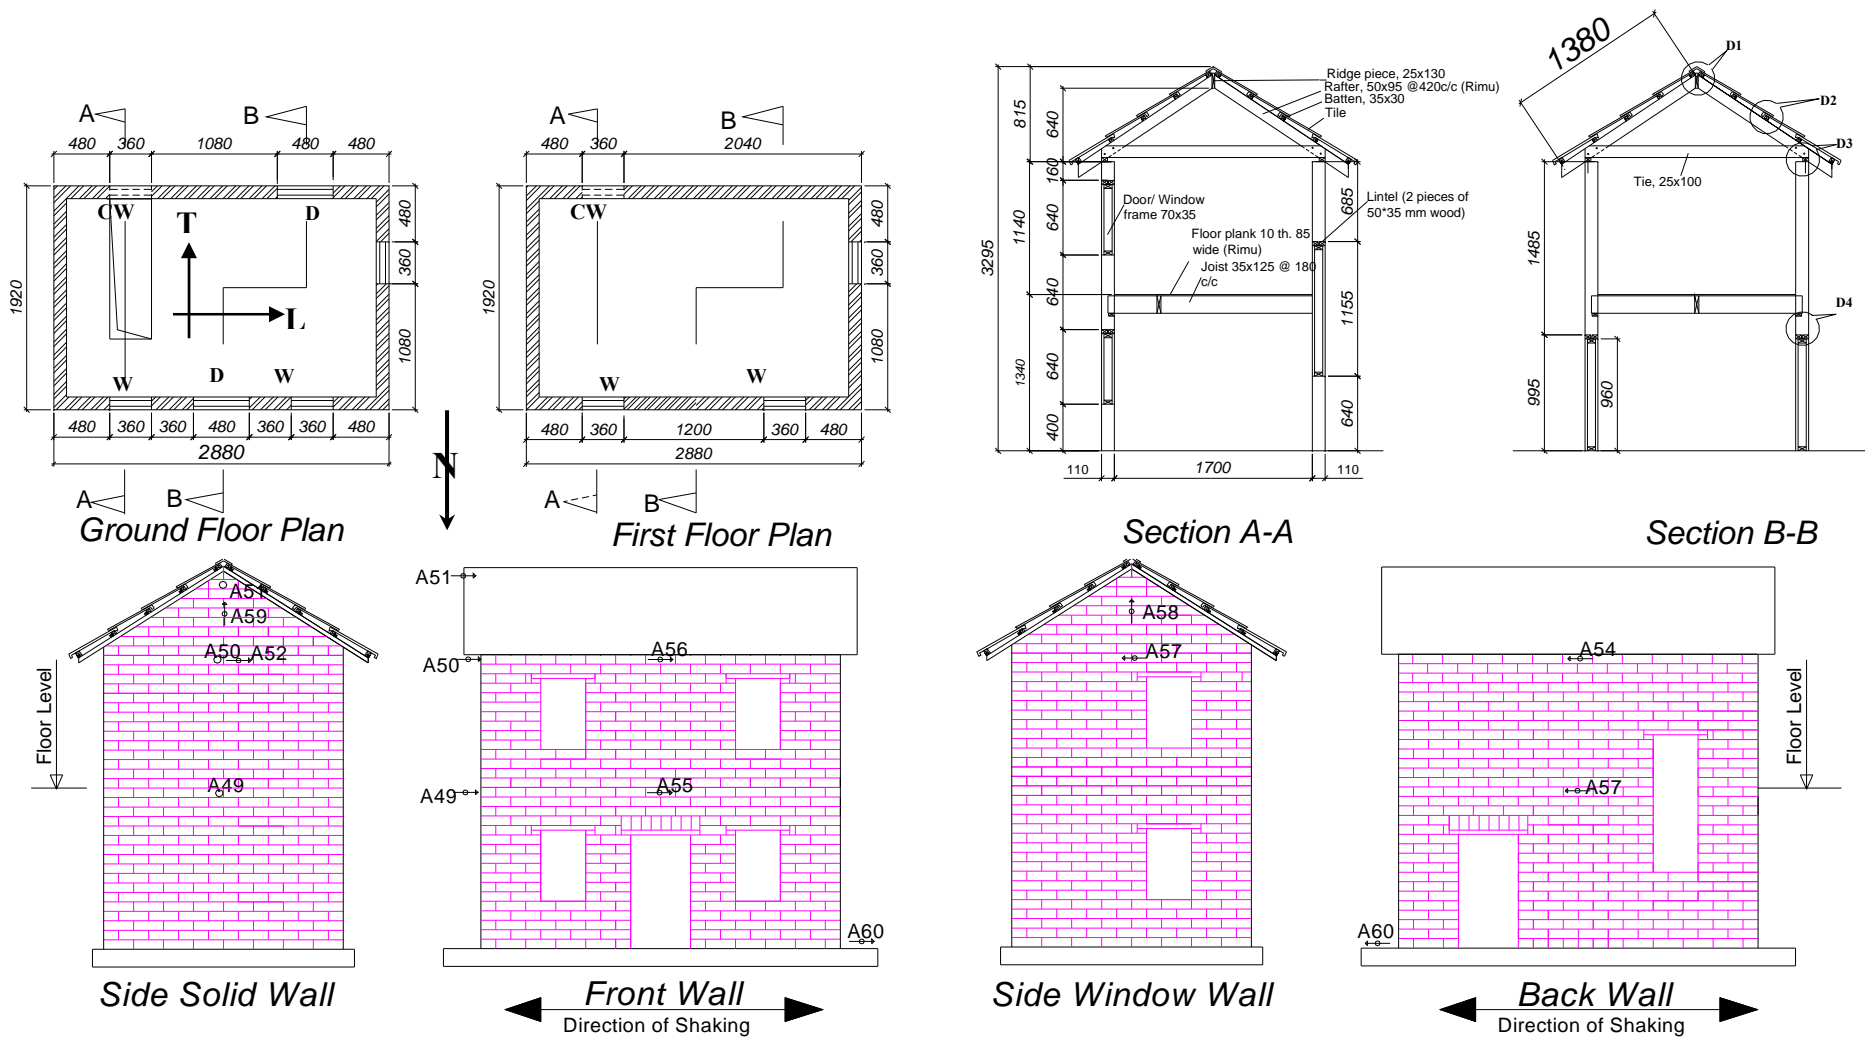 A
B
480
360
1080
480
480
1920
CW
T
D
L
W
D
W
480
360
1080
480
360
480
480
360
480
2880
A
B
Ground Floor Plan
N
A
B
480
360
2040
1920
CW
W
W
480
360
1080
480
360
1200
360
480
2880
A
B
First Floor Plan
3295
815
1140
1340
640
160
640
640
640
400
Ridge piece, 25x130
Rafter, 50x95 @420c/c (Rimu)
Batten, 35x30
Tile
Door/ Window
frame 70x35
Floor plank 10 th. 85
wide (Rimu)
Joist 35x125 @ 180
c/c
Lintel (2 pieces of
50*35 mm wood)
685
1155
640
110
1700
110
Section A-A
1380
D1
D2
D3
D4
Tie, 25x100
1485
995
960
Section B-B
A51
A59
A50
A52
A49
Floor Level
Side Solid Wall
A51
A50
A56
A49
A55
A60
Front Wall
Direction of Shaking
A58
A57
Side Window Wall
A54
A57
A60
Floor Level
Back Wall
Direction of Shaking